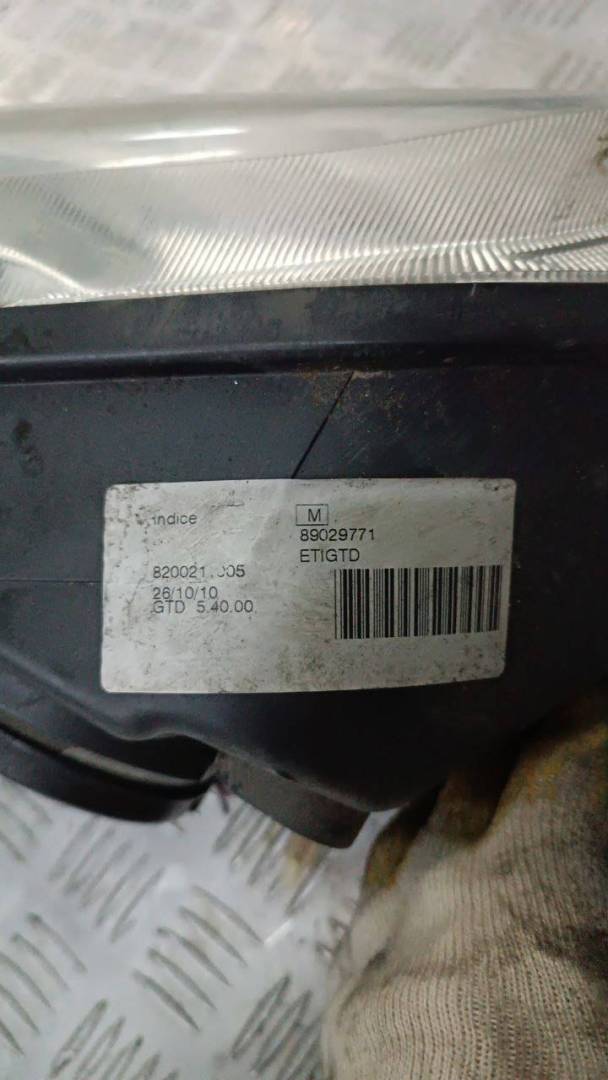 Indice M
89029771
ETIGTD
26/10/10
GTD 5.40.00